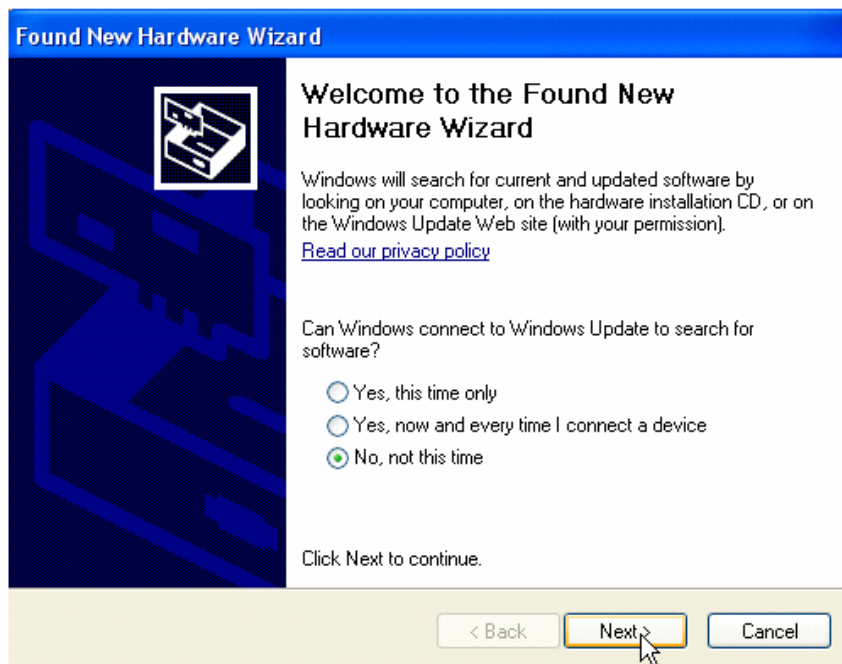 Found New Hardware Wizard
Welcome to the Found New
Hardware Wizard
Windows will search for current and updated software by
looking on your computer, on the hardware installation CD, or on
the Windows Update Web site (with your permission).
Read our privacy policy
Can Windows connect to Windows Update to search for
software?
Yes, this time only
Yes, now and every time I connect a device
No, not this time
Click Next to continue.
< Back
Next >
Cancel